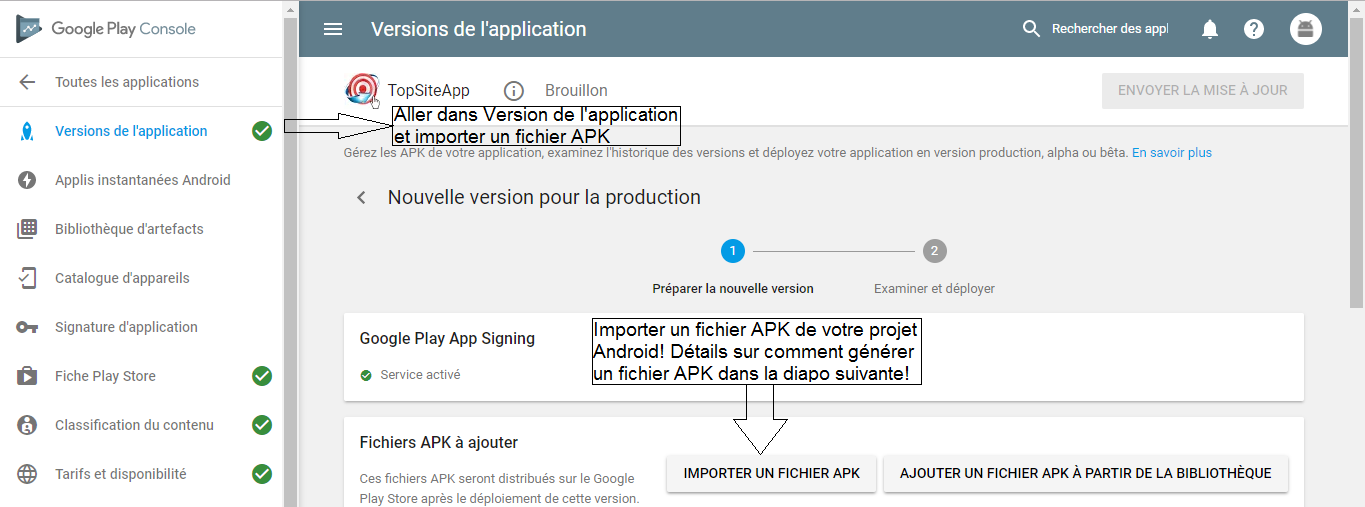 Google Play Console
Toutes les applications
Versions de l'application
Applis instantanées Android
Bibliothèque d'artefacts
Catalogue d'appareils
Signature d'application
Fiche Play Store
Classification du contenu
Tarifs et disponibilité
Versions de l'application
Rechercher des appl
TopSiteApp
Brouillon
ENVOYER LA MISE À JOUR
Aller dans Version de l'application
et importer un fichier APK
Gérez les APK de votre application, examinez l'historique des versions et déployez votre application en version production, alpha ou bêta. En savoir plus
Nouvelle version pour la production
1
2
Préparer la nouvelle version
Examiner et déployer
Google Play App Signing
Service activé
Importer un fichier APK de votre projet
Android! Détails sur comment générer
un fichier APK dans la diapo suivante!
Fichiers APK à ajouter
Ces fichiers APK seront distribués sur le Google
Play Store après le déploiement de cette version.
IMPORTER UN FICHIER APK
AJOUTER UN FICHIER APK À PARTIR DE LA BIBLIOTHÈQUE